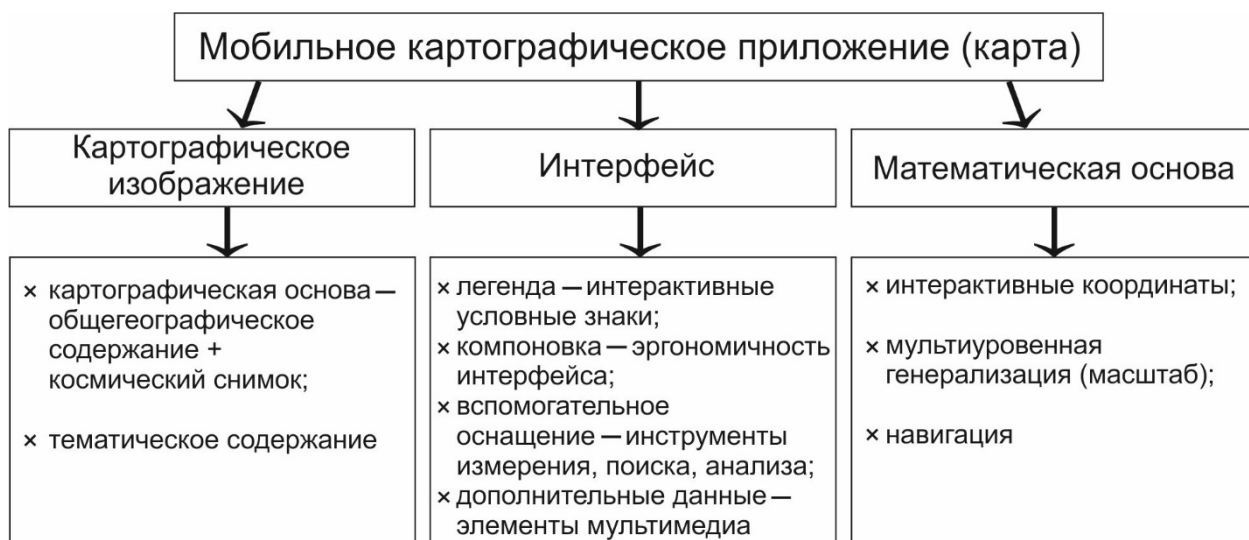 Мобильное картографическое приложение (карта)
Картографическое
изображение
Интерфейс
Математическая основа
× картографическая основа —
общегеографическое
содержание +
космический снимок;
× тематическое содержание
× легенда — интерактивные
условные знаки;
× компоновка — эргономичность
интерфейса;
× вспомогательное
оснащение — инструменты
измерения, поиска, анализа;
× дополнительные данные —
элементы мультимедиа
× интерактивные координаты;
× мультиуровенная
генерализация (масштаб);
× навигация